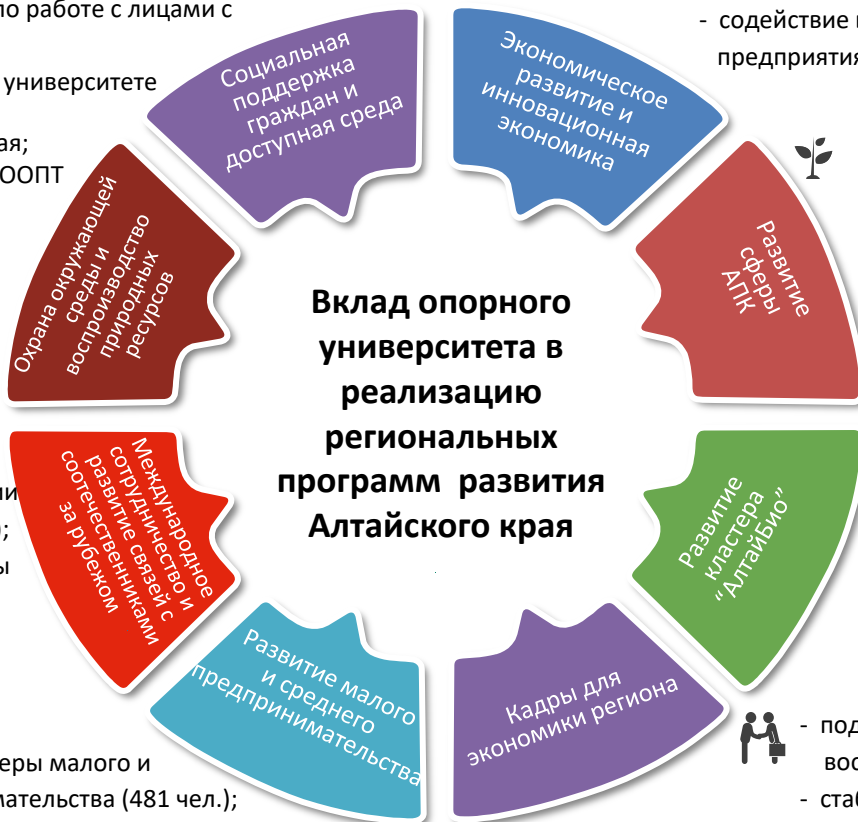 по работе с лицами с
университете
ая;
ООПТ
- содействие
предприятия
Социальная
поддержка
граждан и
доступная среда
Экономическое
развитие и
инновационная
экономика
Развитие
сферы
АПК
Развитие
кластера
“АлтайБио”
Кадры для
экономики региона
Развитие малого
и среднего
предпринимательства
Международное
сотрудничество и
развитие связей с
соотечественниками
за рубежом
Охрана окружающей
среды и
воспроизводство
природных
ресурсов
Вклад опорного
университета в
реализацию
региональных
программ развития
Алтайского края
и
);
ы
еры малого и
мательства (481 чел.);
- под
вос
- ста